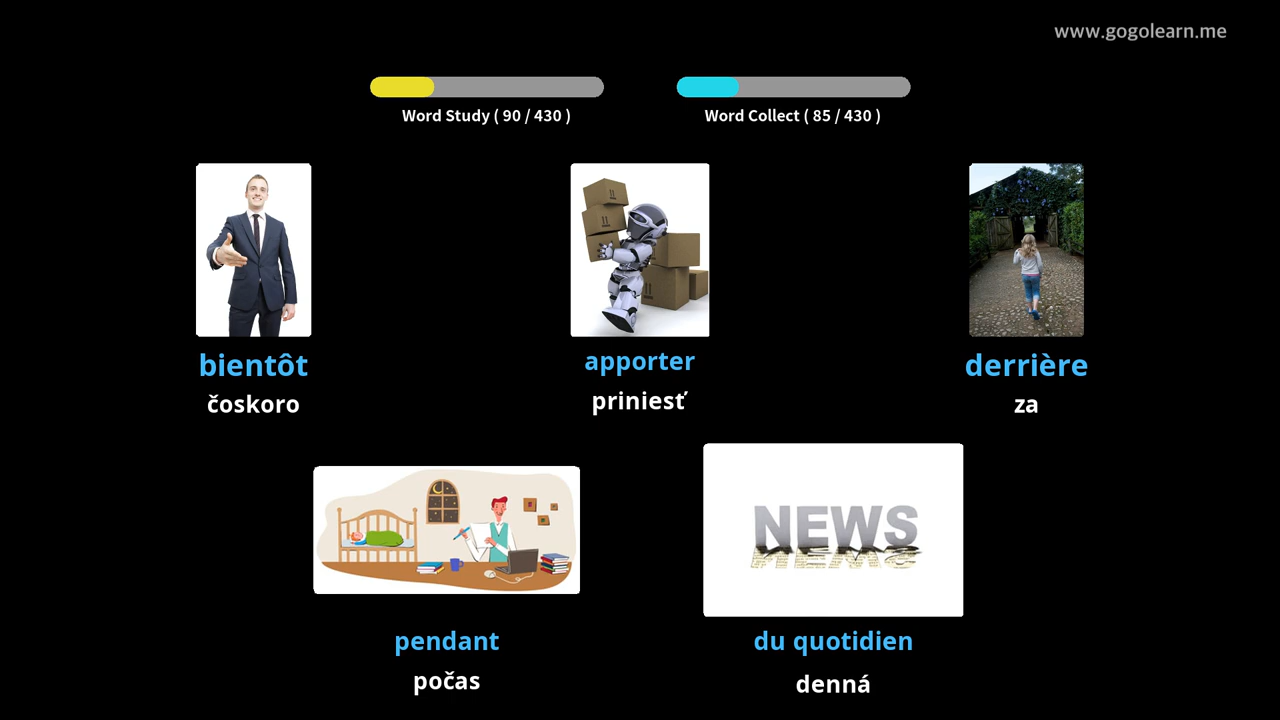 www.gogolearn.me
Word Study ( 90 / 430 )
Word Collect ( 85 / 430 )
bientôt
čoskoro
apporter
priniesť
derrière
za
NEWS
pendant
počas
du quotidien
denná